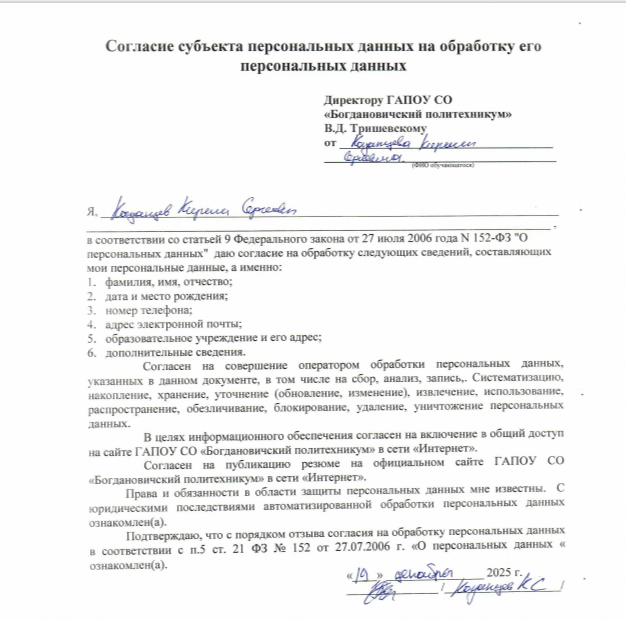 Согласие субъекта персональных данных на обработку его
персональных данных
Директору ГАПОУ СО
«Богдановичский политехникум»
В.Д. Тришевскому
от Казанцева Кирилла
Сергеевича
(ФИО обучающегося)
Я, Казанцев Кирилл Сергеевич
,
в соответствии со статьей 9 Федерального закона от 27 июля 2006 года N 152-ФЗ "О
персональных данных" даю согласие на обработку следующих сведений, составляющих
мои персональные данные, а именно:
1. фамилия, имя, отчество;
2. дата и место рождения;
3. номер телефона;
4. адрес электронной почты;
5. образовательное учреждение и его адрес;
6. дополнительные сведения.
Согласен на совершение оператором обработки персональных данных,
указанных в данном документе, в том числе на сбор, анализ, запись,. Систематизацию,
накопление, хранение, уточнение (обновление, изменение), извлечение, использование,
распространение, обезличивание, блокирование, удаление, уничтожение персональных
данных.
В целях информационного обеспечения согласен на включение в общий доступ
на сайте ГАПОУ СО «Богдановичский политехникум» в сети «Интернет».
Согласен на публикацию резюме на официальном сайте ГАПОУ СО
«Богдановичский политехникум» в сети «Интернет».
Права и обязанности в области защиты персональных данных мне известны. С
юридическими последствиями автоматизированной обработки персональных данных
ознакомлен(а).
Подтверждаю, что с порядком отзыва согласия на обработку персональных данных
в соответствии с п.5 ст. 21 ФЗ № 152 от 27.07.2006 г. «О персональных данных «
ознакомлен(а).
«19» декабря 2025 г.
/ Казанцев К С /